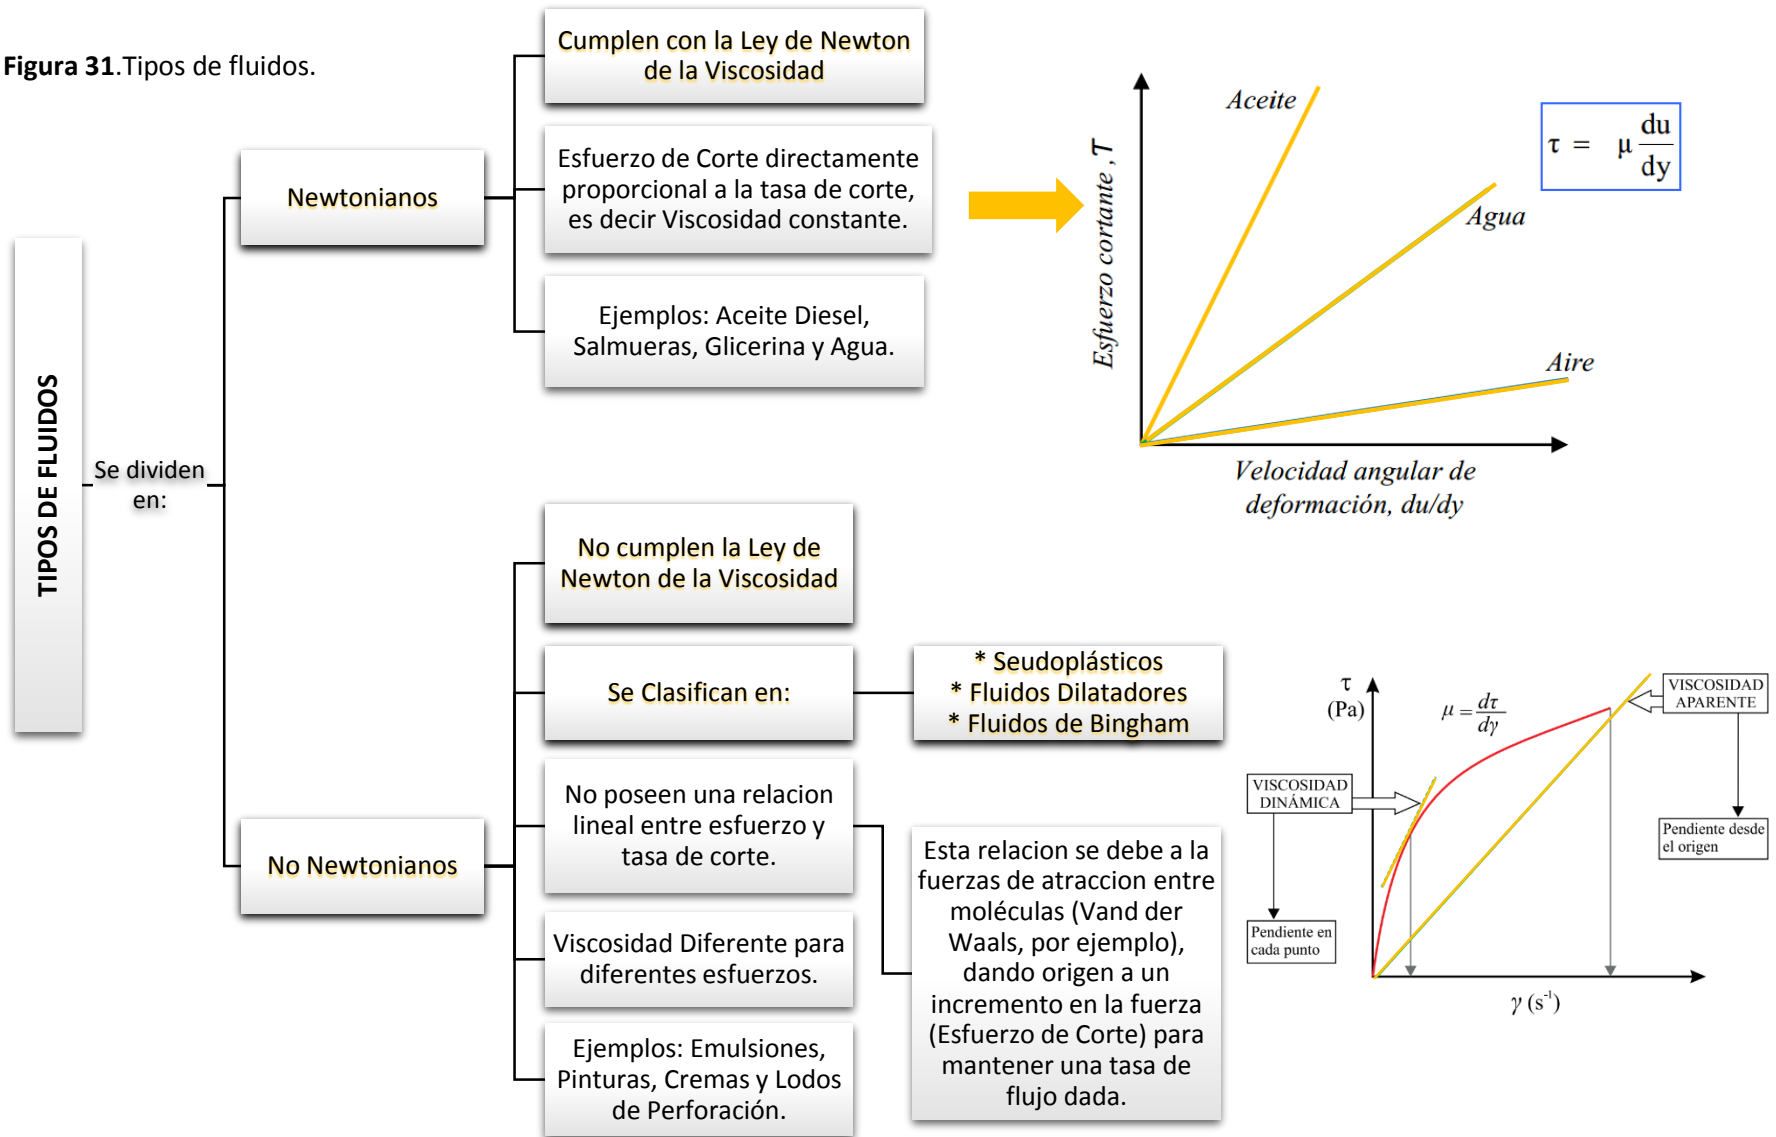 Figura 31.Tipos de fluidos.
TIPOS DE FLUIDOS
Se dividen
en:
Newtonianos
Cumplen con la Ley de Newton
de la Viscosidad
Esfuerzo de Corte directamente
proporcional a la tasa de corte,
es decir Viscosidad constante.
Ejemplos: Aceite Diesel,
Salmueras, Glicerina y Agua.
Esfuerzo cortante , τ
Aceite
Agua
Aire
τ = μ du/dy
Velocidad angular de
deformación, du/dy
No Newtonianos
No cumplen la Ley de
Newton de la Viscosidad
Se Clasifican en:
* Seudoplásticos
* Fluidos Dilatadores
* Fluidos de Bingham
No poseen una relacion
lineal entre esfuerzo y
tasa de corte.
Esta relacion se debe a la
fuerzas de atraccion entre
moléculas (Vand der
Waals, por ejemplo),
dando origen a un
incremento en la fuerza
(Esfuerzo de Corte) para
mantener una tasa de
flujo dada.
Viscosidad Diferente para
diferentes esfuerzos.
Ejemplos: Emulsiones,
Pinturas, Cremas y Lodos
de Perforación.
τ
(Pa)
μ = dτ/dγ
VISCOSIDAD
APARENTE
VISCOSIDAD
DINÁMICA
Pendiente desde
el origen
Pendiente en
cada punto
γ (s⁻¹)